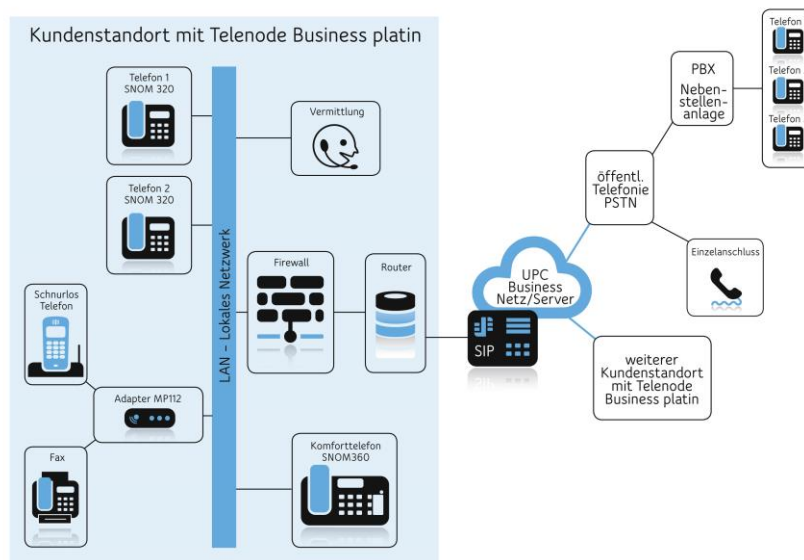 Kundenstandort mit Telenode Business platin
Telefon 1
SNOM 320
Vermittlung
Telefon 2
SNOM 320
LAN – Lokales Netzwerk
Firewall
Router
Schnurlos
Telefon
Adapter MP112
Fax
Komforttelefon
SNOM360
UPC
Business
Netz/Server
SIP
öffentl.
Telefonie
PSTN
PBX
Neben-
stellen-
anlage
Telefon
Telefon
Telefon
Einzelanschluss
weiterer
Kundenstandort
mit Telenode
Business platin